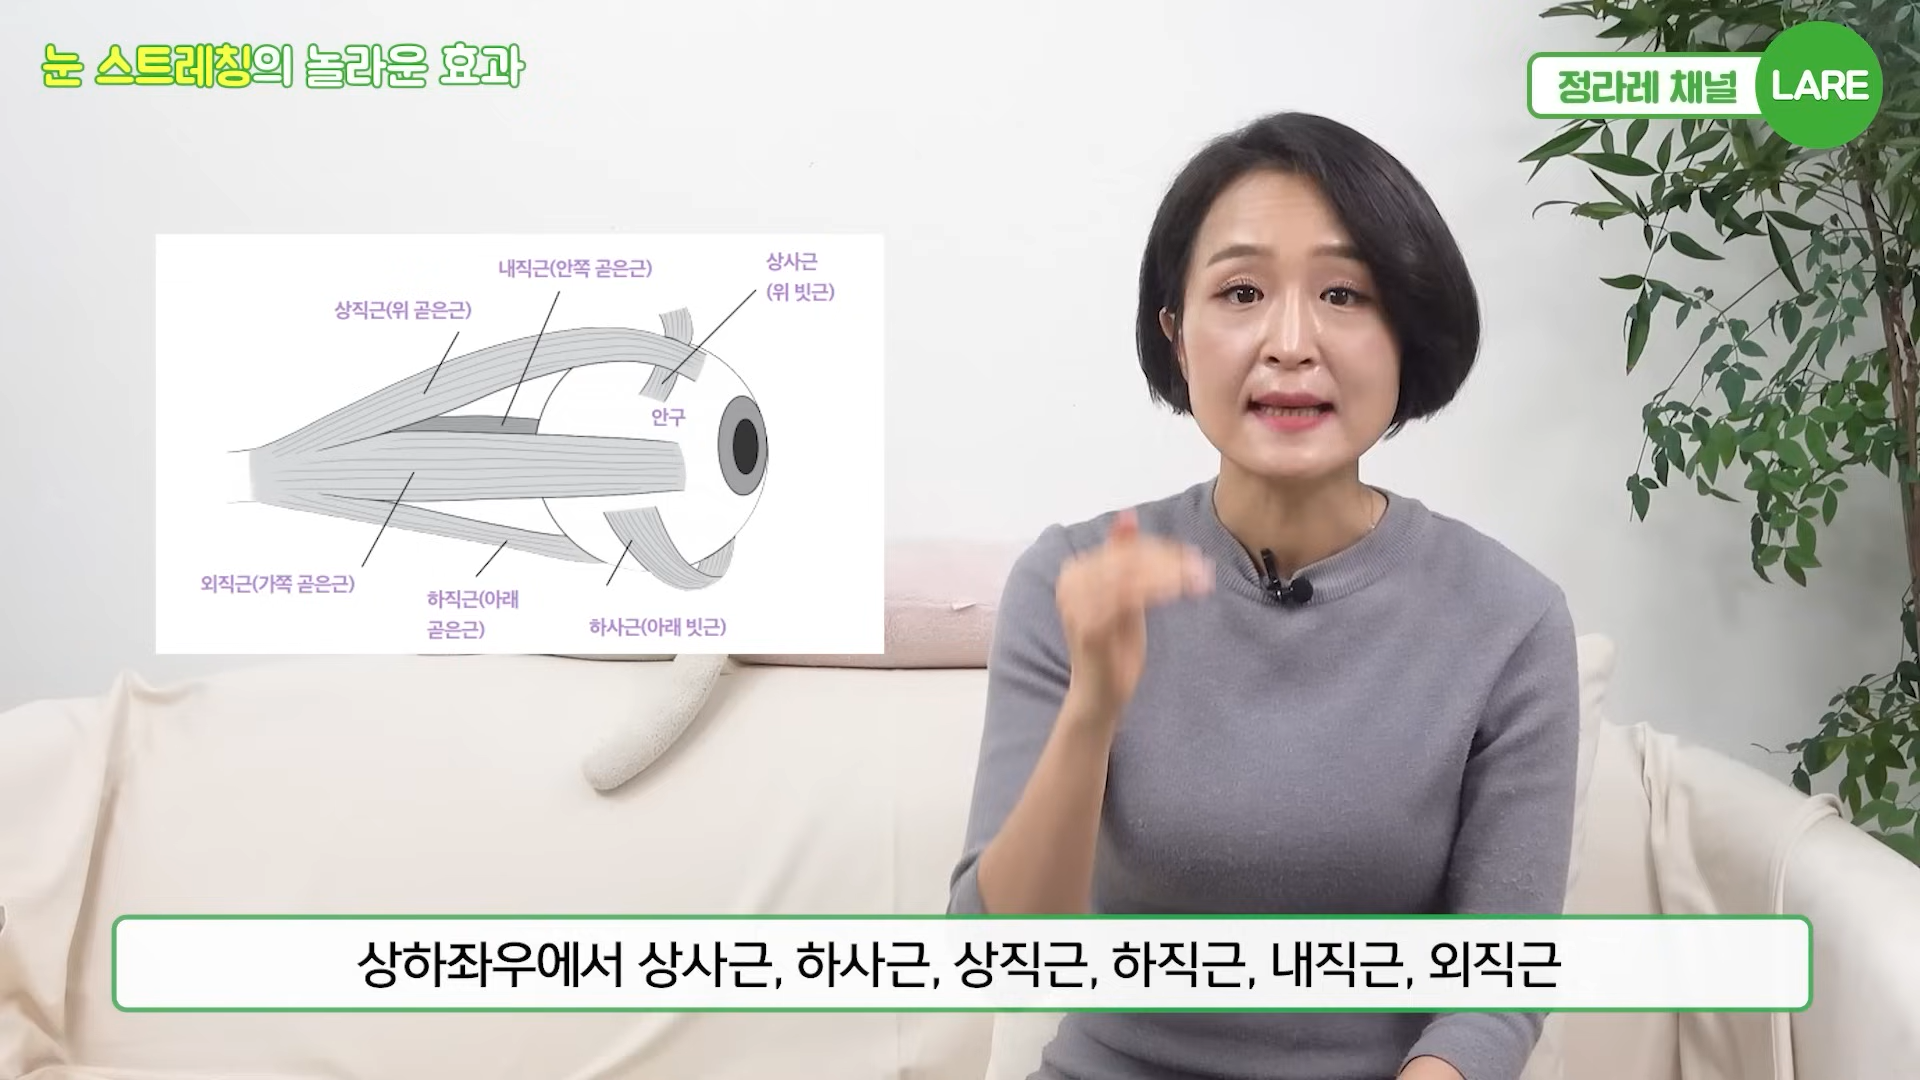 눈 스트레칭의 놀라운 효과
정라레 채널
LARE
내직근(안쪽 곧은근)
상사근
(위 빗근)
상직근(위 곧은근)
안구
외직근(가쪽 곧은근)
하직근(아래
곧은근)
하사근(아래 빗근)
상하좌우에서 상사근, 하사근, 상직근, 하직근, 내직근, 외직근